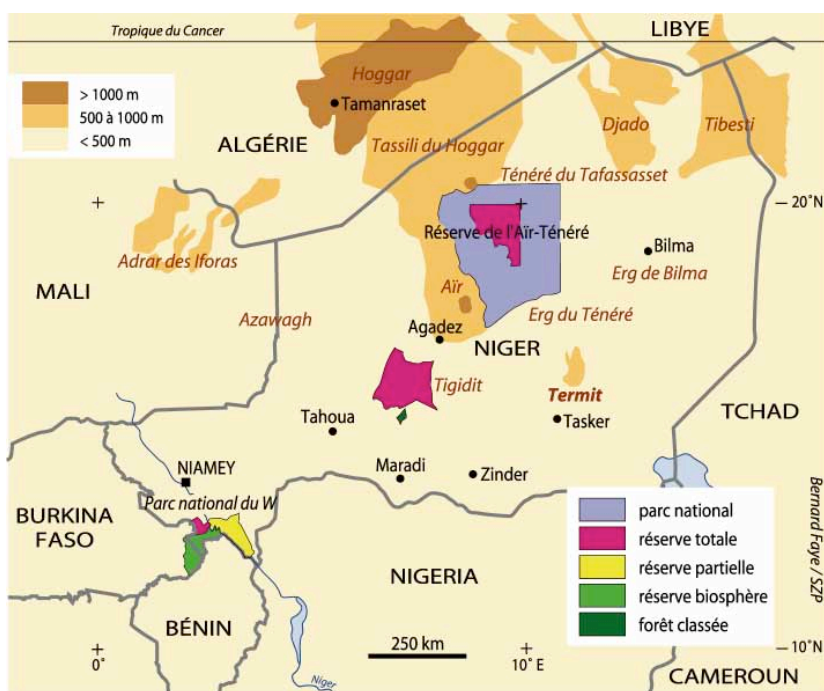 Tropique du Cancer
LIBYE
> 1000 m
500 à 1000 m
< 500 m
Hoggar
Tamanraset
ALGÉRIE
Tassili du Hoggar
Djado
Tibesti
Ténéré du Tafassasset
20°N
Réserve de l'Aïr-Ténéré
Bilma
Adrar des Iforas
Erg de Bilma
MALI
Aïr
Azawagh
Erg du Ténéré
Agadez
NIGER
Tigidit
Termit
TCHAD
Tahoua
Tasker
NIAMEY
Maradi
Zinder
Parc national du W
BURKINA
FASO
parc national
réserve totale
réserve partielle
réserve biosphère
forêt classée
Bernard Faye / SZP
NIGERIA
BÉNIN
250 km
0°
10° E
10°N
Niger
CAMEROUN